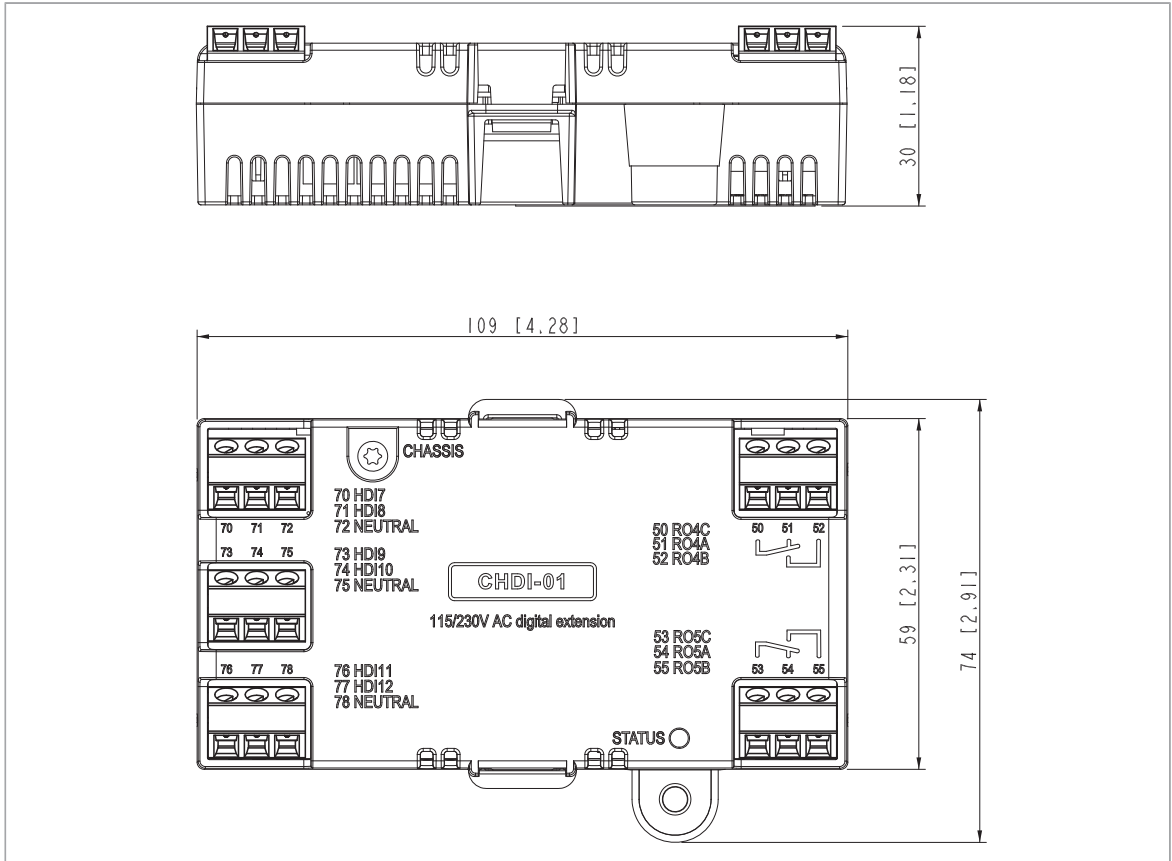 30 [1.18]
109 [4.28]
CHASSIS
70 HDI7
71 HDI8
72 NEUTRAL
70 71 72
73 74 75
73 HDI9
74 HDI10
75 NEUTRAL
50 RO4C
51 RO4A
52 RO4B
50 51 52
CHDI-01
115/230V AC digital extension
59 [2.31]
74 [2.91]
53 RO5C
54 RO5A
55 RO5B
53 54 55
76 77 78
76 HDI11
77 HDI12
78 NEUTRAL
STATUS